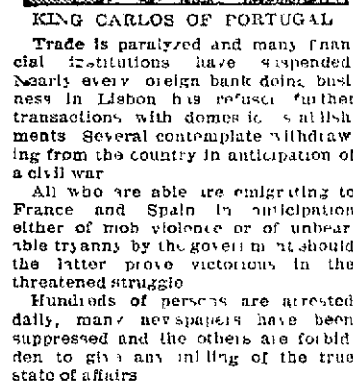 KING CARLOS OF PORTUGAL
Trade is paralyzed and many finan
cial institutions have suspended
Nearly every foreign bank doing busi
ness in Lisbon has refused further
transactions with domestic establish
ments Several contemplate withdraw
ing from the country in anticipation of
a civil war
All who are able are emigrating to
France and Spain in anticipation
either of mob violence or of unbear
able tryanny by the government should
the latter prove victorious in the
threatened struggle
Hundreds of persons are arrested
daily, many newspapers have been
suppressed and the others are forbid
den to give any inkling of the true
state of affairs